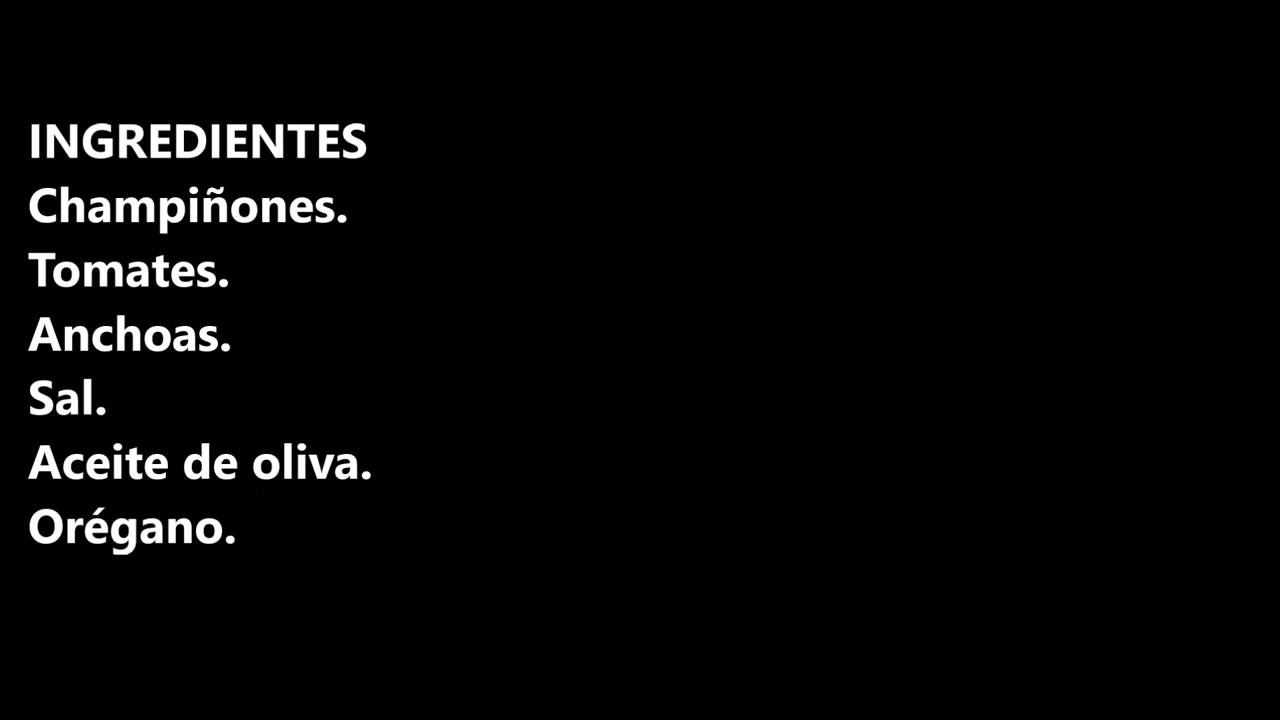 INGREDIENTES
Champiñones.
Tomates.
Anchoas.
Sal.
Aceite de oliva.
Orégano.